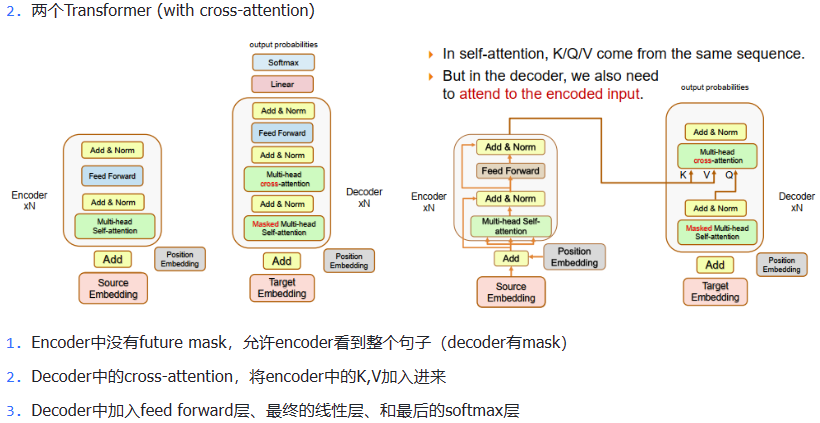 2. 两个Transformer (with cross-attention)
output probabilities
Softmax
Linear
Add & Norm
Feed Forward
Add & Norm
Multi-head
cross-attention
Add & Norm
Masked Multi-head
Self-attention
Decoder
xN
Add
Position
Embedding
Target
Embedding
Encoder
xN
Add & Norm
Feed Forward
Add & Norm
Multi-head
Self-attention
Add
Position
Embedding
Source
Embedding
In self-attention, K/Q/V come from the same sequence.
But in the decoder, we also need
to attend to the encoded input.
Encoder
xN
Add & Norm
Feed Forward
Add & Norm
Multi-head Self-
attention
Add
Position
Embedding
Source
Embedding
output probabilities
Add & Norm
Multi-head
cross-attention
K V Q
Add & Norm
Masked Multi-head
Self-attention
Decoder
xN
Add
Position
Embedding
Target
Embedding
1. Encoder中没有future mask，允许encoder看到整个句子（decoder有mask）
2. Decoder中的cross-attention，将encoder中的K,V加入进来
3. Decoder中加入feed forward层、最终的线性层、和最后的softmax层